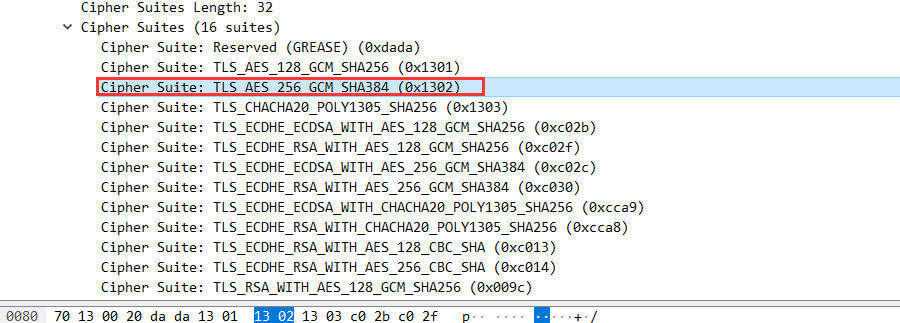 Cipher Suites Length: 32
Cipher Suites (16 suites)
Cipher Suite: Reserved (GREASE) (0xdada)
Cipher Suite: TLS_AES_128_GCM_SHA256 (0x1301)
Cipher Suite: TLS_AES_256_GCM_SHA384 (0x1302)
Cipher Suite: TLS_CHACHA20_POLY1305_SHA256 (0x1303)
Cipher Suite: TLS_ECDHE_ECDSA_WITH_AES_128_GCM_SHA256 (0xc02b)
Cipher Suite: TLS_ECDHE_RSA_WITH_AES_128_GCM_SHA256 (0xc02f)
Cipher Suite: TLS_ECDHE_ECDSA_WITH_AES_256_GCM_SHA384 (0xc02c)
Cipher Suite: TLS_ECDHE_RSA_WITH_AES_256_GCM_SHA384 (0xc030)
Cipher Suite: TLS_ECDHE_ECDSA_WITH_CHACHA20_POLY1305_SHA256 (0xcca9)
Cipher Suite: TLS_ECDHE_RSA_WITH_CHACHA20_POLY1305_SHA256 (0xcca8)
Cipher Suite: TLS_ECDHE_RSA_WITH_AES_128_CBC_SHA (0xc013)
Cipher Suite: TLS_ECDHE_RSA_WITH_AES_256_CBC_SHA (0xc014)
Cipher Suite: TLS_RSA_WITH_AES_128_GCM_SHA256 (0x009c)
0080 70 13 00 20 da da 13 01 13 02 13 03 c0 2b c0 2f p·· ···· ·····+·/